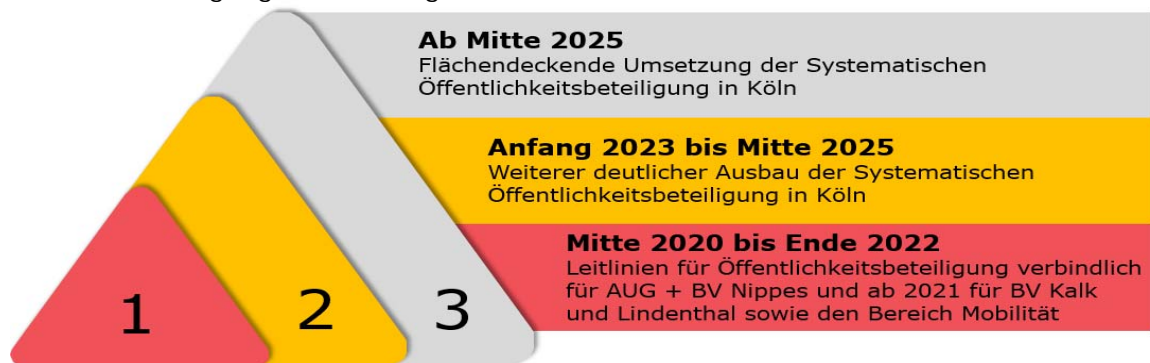 Ab Mitte 2025
Flächendeckende Umsetzung der Systematischen
Öffentlichkeitsbeteiligung in Köln
Anfang 2023 bis Mitte 2025
Weiterer deutlicher Ausbau der Systematischen
Öffentlichkeitsbeteiligung in Köln
Mitte 2020 bis Ende 2022
Leitlinien für Öffentlichkeitsbeteiligung verbindlich
für AUG + BV Nippes und ab 2021 für BV Kalk
und Lindenthal sowie den Bereich Mobilität
1 2 3